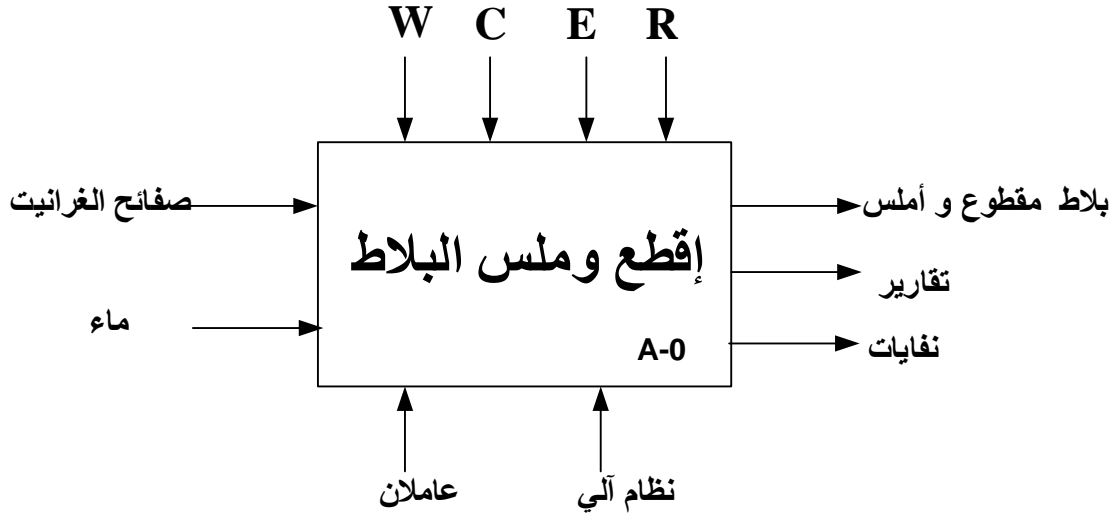 W C E R
صفائح الغرانيت
بلاط مقطوع و أملس
إقطع وملس البلاط
تقارير
ماء
نفايات
A-0
عاملان
نظام آلي